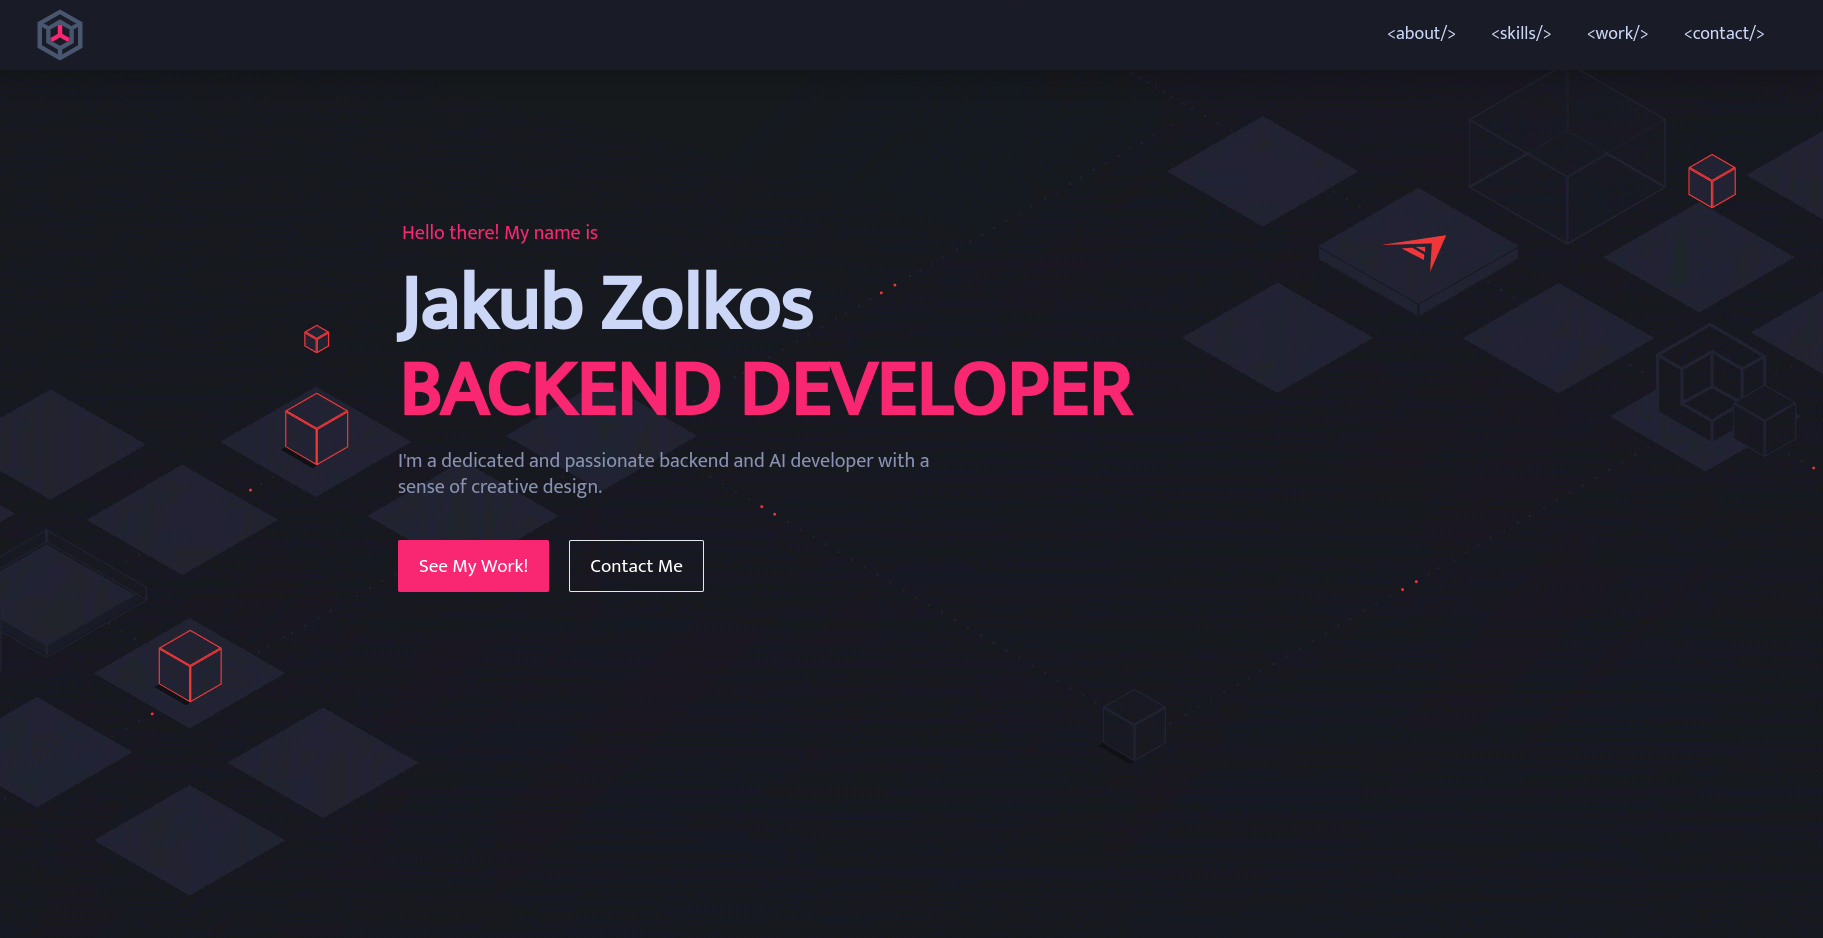 <about/>
<skills/>
<work/>
<contact/>
Hello there! My name is
Jakub Zolkos
BACKEND DEVELOPER
I'm a dedicated and passionate backend and AI developer with a
sense of creative design.
See My Work!
Contact Me